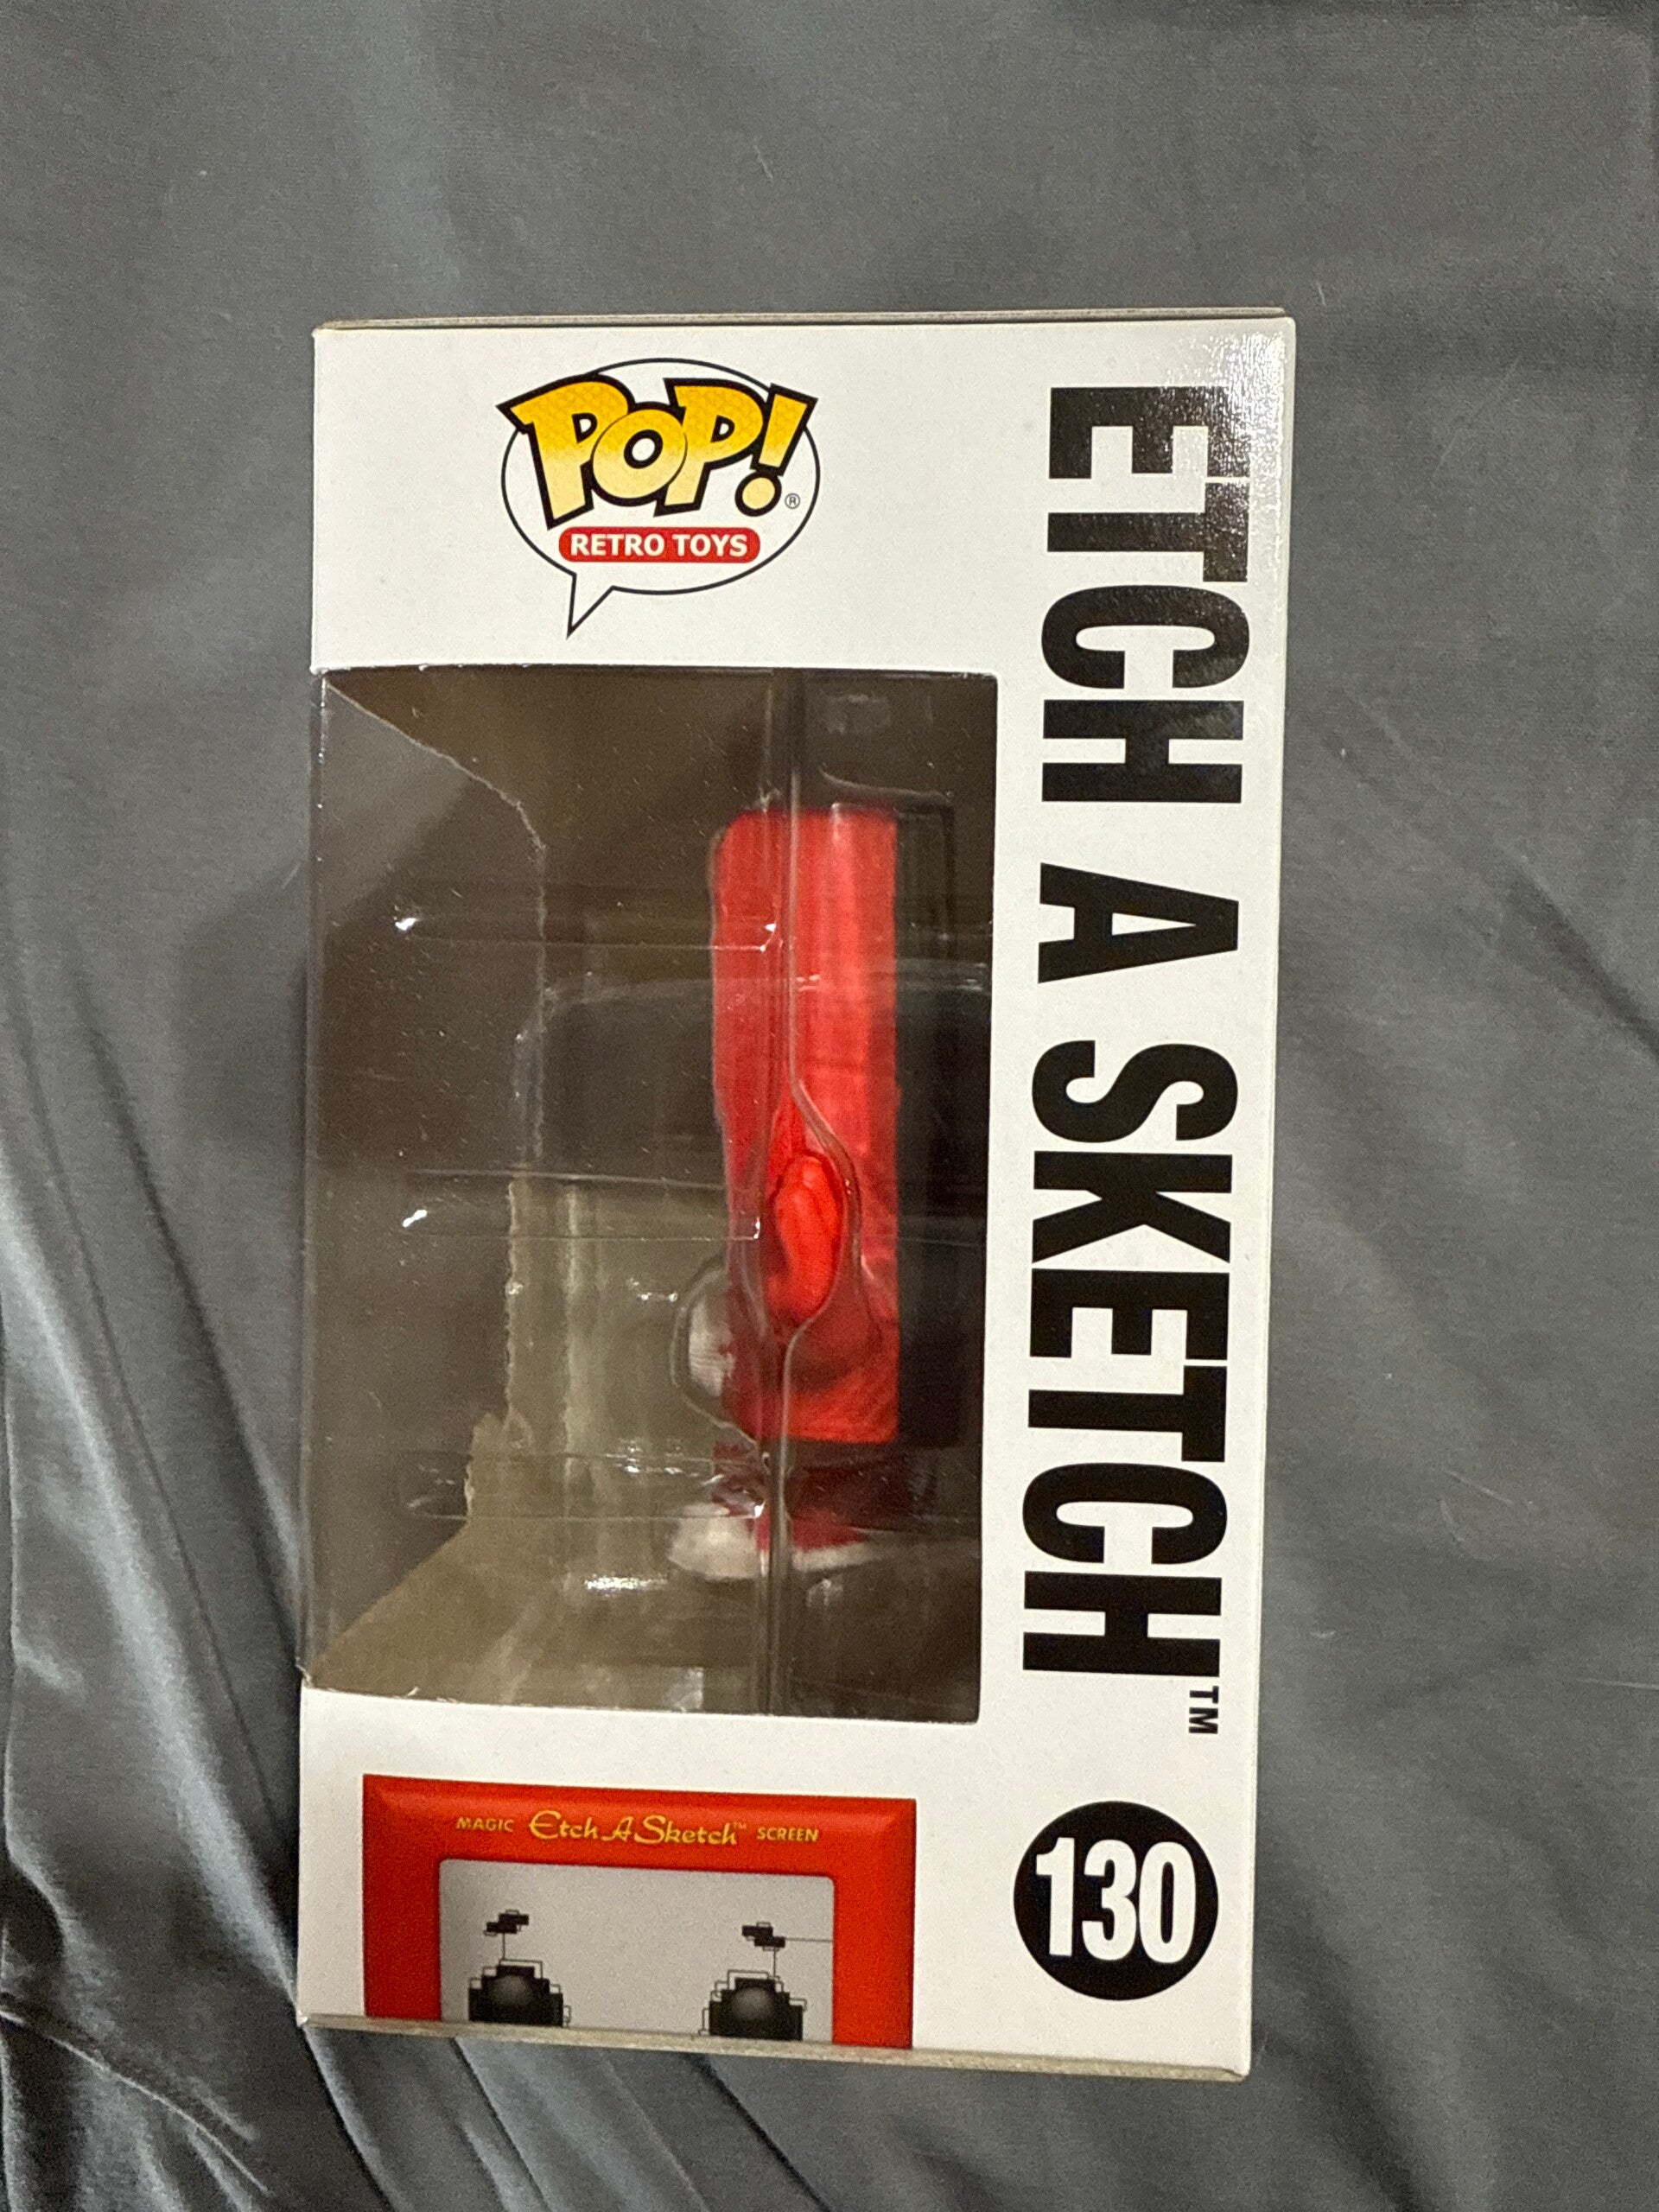 POP! ®
RETRO TOYS
ETCH A SKETCH™
MAGIC Etch A Sketch™ SCREEN
130